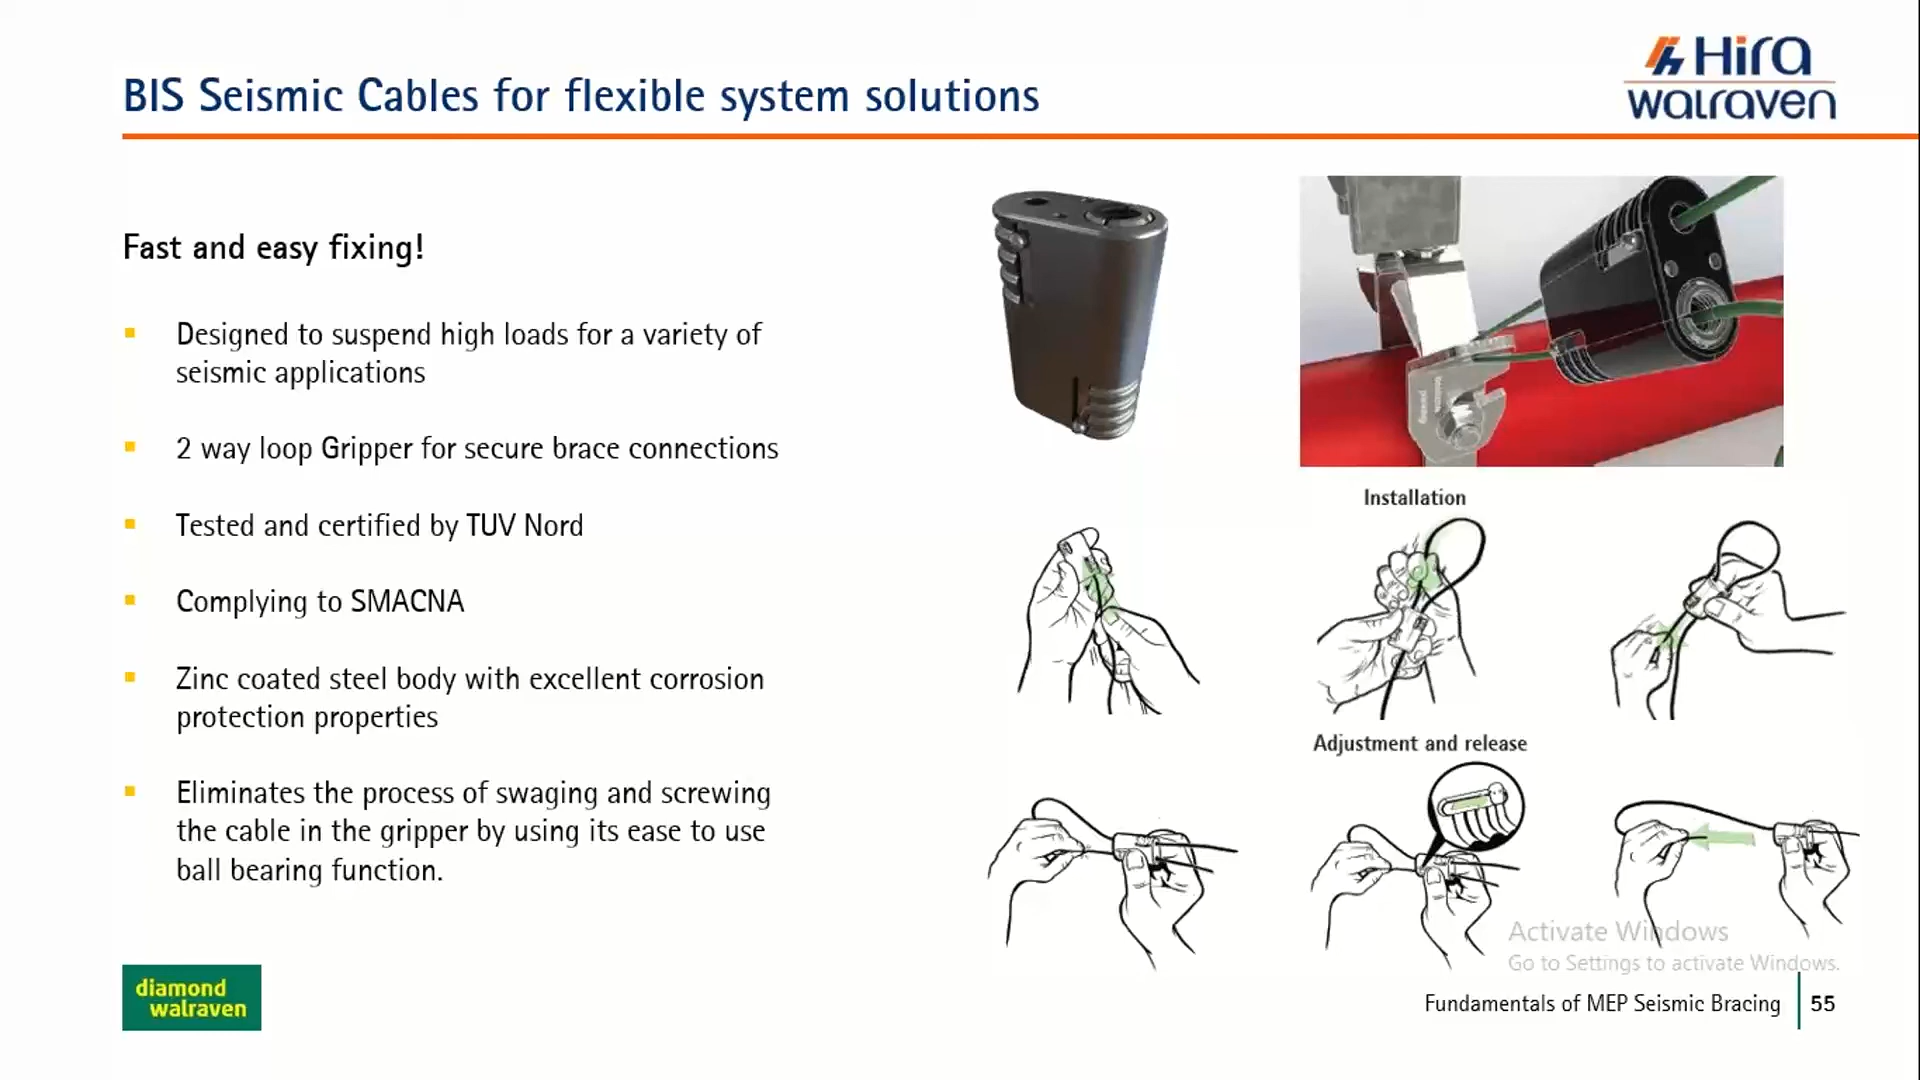 BIS Seismic Cables for flexible system solutions
Hira
walraven
Fast and easy fixing!
Designed to suspend high loads for a variety of
seismic applications
2 way loop Gripper for secure brace connections
Tested and certified by TUV Nord
Complying to SMACNA
Zinc coated steel body with excellent corrosion
protection properties
Eliminates the process of swaging and screwing
the cable in the gripper by using its ease to use
ball bearing function.
Installation
Adjustment and release
Activate Windows
Go to Settings to activate Windows.
diamond
walraven
Fundamentals of MEP Seismic Bracing
55